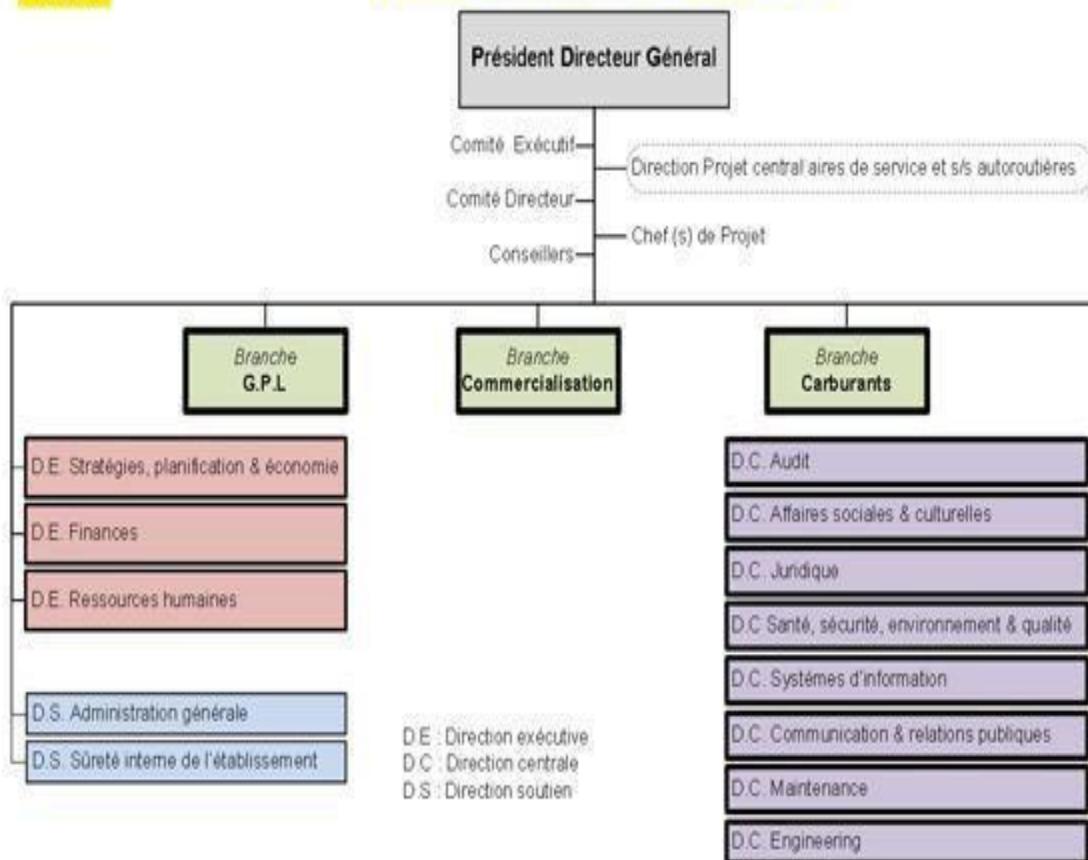 Président Directeur Général
Comité Exécutif
Direction Projet central aires de service et s/s autoroutières
Comité Directeur
Chef (s) de Projet
Conseillers
Branche
G.P.L
Branche
Commercialisation
Branche
Carburants
D.E. Stratégies, planification & économie
D.E. Finances
D.E. Ressources humaines
D.S. Administration générale
D.S. Sûreté interne de l'établissement
D.E : Direction exécutive
D.C : Direction centrale
D.S : Direction soutien
D.C. Audit
D.C. Affaires sociales & culturelles
D.C. Juridique
D.C Santé, sécurité, environnement & qualité
D.C. Systèmes d'information
D.C. Communication & relations publiques
D.C. Maintenance
D.C. Engineering